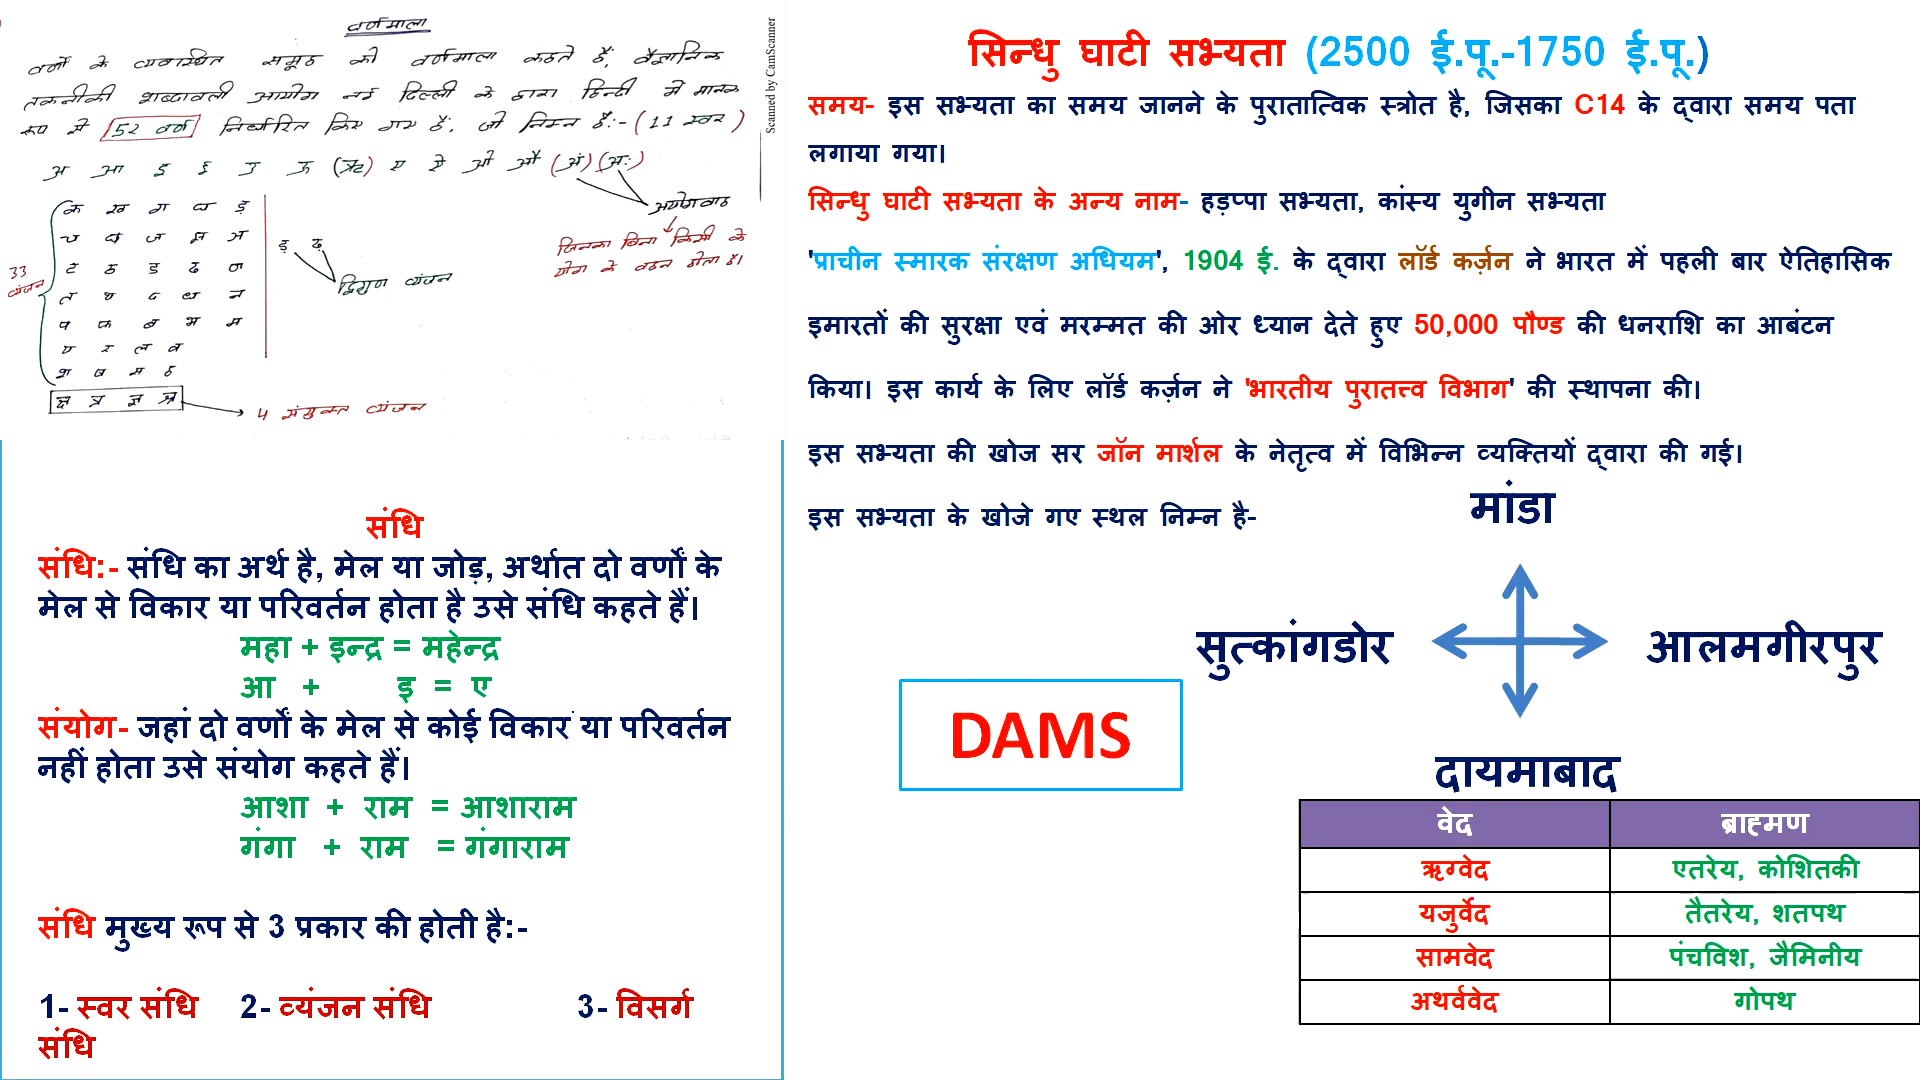 वर्णमाला
वर्णों के व्यवस्थित समूह को वर्णमाला कहते हैं, वैज्ञानिक
तकनीकी शब्दावली आयोग नई दिल्ली के द्वारा हिन्दी में मानक
रूप में 52 वर्ण निर्धारित किए गए हैं, जो निम्न हैं:- (11 स्वर)
अ आ इ ई उ ऊ (ऋ) ए ऐ ओ औ (अं) (अः)
अयोगवाह
जिनका बिना किसी के
योग के वहन होता है।
33
व्यंजन
क ख ग घ ङ
च छ ज झ ञ
ट ठ ड ढ ण
त थ द ध न
प फ ब भ म
य र ल व
श ष स ह
क्ष त्र ज्ञ श्र
4 संयुक्त व्यंजन
ड़ ढ़
द्विगुण व्यंजन
Scanned by CamScanner
संधि
संधि:- संधि का अर्थ है, मेल या जोड़, अर्थात दो वर्णों के
मेल से विकार या परिवर्तन होता है उसे संधि कहते हैं।
महा + इन्द्र = महेन्द्र
आ + इ = ए
संयोग- जहां दो वर्णों के मेल से कोई विकार या परिवर्तन
नहीं होता उसे संयोग कहते हैं।
आशा + राम = आशाराम
गंगा + राम = गंगाराम
संधि मुख्य रूप से 3 प्रकार की होती है:-
1- स्वर संधि 2- व्यंजन संधि 3- विसर्ग
संधि
सिन्धु घाटी सभ्यता (2500 ई.पू.-1750 ई.पू.)
समय- इस सभ्यता का समय जानने के पुरातात्विक स्त्रोत है, जिसका C14 के द्वारा समय पता
लगाया गया।
सिन्धु घाटी सभ्यता के अन्य नाम- हड़प्पा सभ्यता, कांस्य युगीन सभ्यता
'प्राचीन स्मारक संरक्षण अधियम', 1904 ई. के द्वारा लॉर्ड कर्ज़न ने भारत में पहली बार ऐतिहासिक
इमारतों की सुरक्षा एवं मरम्मत की ओर ध्यान देते हुए 50,000 पौण्ड की धनराशि का आबंटन
किया। इस कार्य के लिए लॉर्ड कर्ज़न ने 'भारतीय पुरातत्त्व विभाग' की स्थापना की।
इस सभ्यता की खोज सर जॉन मार्शल के नेतृत्व में विभिन्न व्यक्तियों द्वारा की गई।
इस सभ्यता के खोजे गए स्थल निम्न है-
मांडा
सुत्कांगडोर आलमगीरपुर
दायमाबाद
DAMS
वेद ब्राह्मण
ऋग्वेद एतरेय, कोशितकी
यजुर्वेद तैतरेय, शतपथ
सामवेद पंचविश, जैमिनीय
अथर्ववेद गोपथ